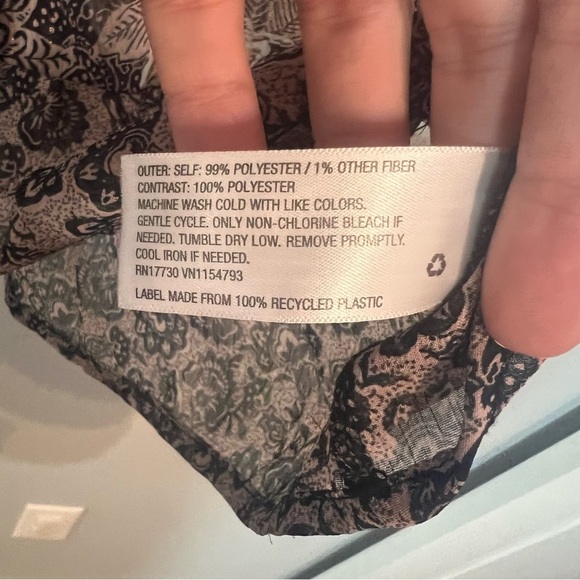 OUTER: SELF: 99% POLYESTER / 1% OTHER FIBER
CONTRAST: 100% POLYESTER
MACHINE WASH COLD WITH LIKE COLORS.
GENTLE CYCLE. ONLY NON-CHLORINE BLEACH IF
NEEDED. TUMBLE DRY LOW. REMOVE PROMPTLY.
COOL IRON IF NEEDED.
RN17730 VN1154793
LABEL MADE FROM 100% RECYCLED PLASTIC